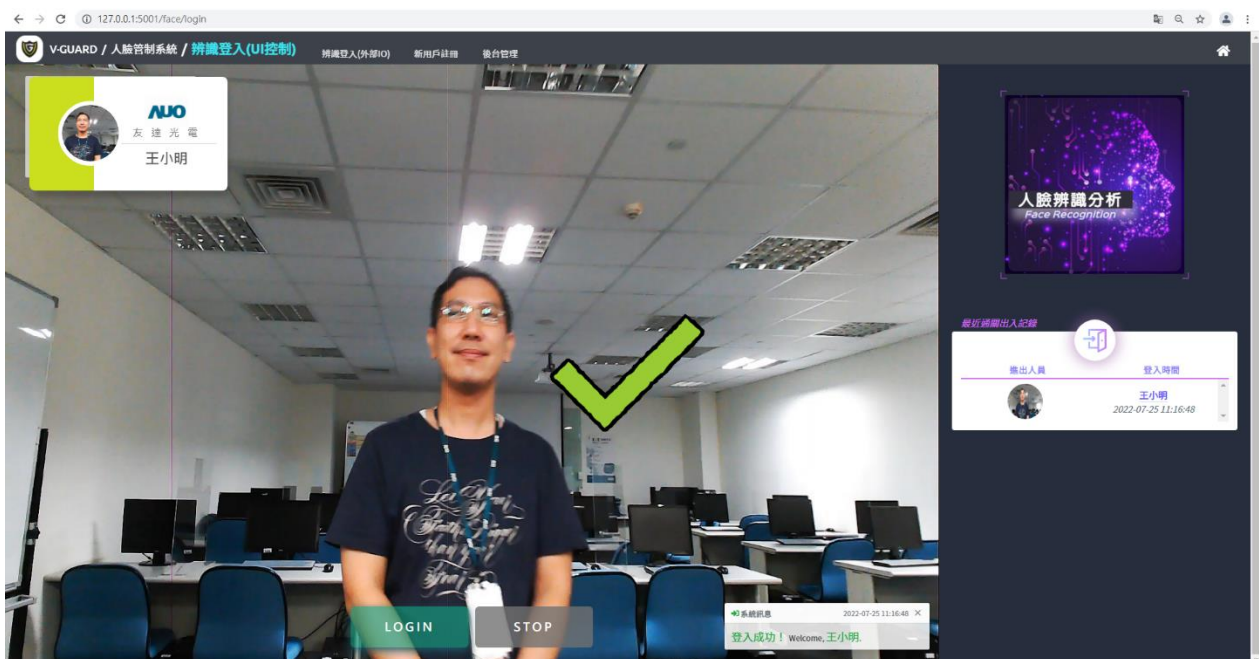 127.0.0.1:5001/face/login
V-GUARD / 人臉管制系統 / 辨識登入(UI控制) 辨識登入(外部IO) 新用戶註冊 後台管理
AUO
友達光電
王小明
人臉辨識分析
Face Recognition
最近通關出入記錄
進出人員 登入時間
王小明
2022-07-25 11:16:48
LOGIN STOP
系統訊息 2022-07-25 11:16:48 ×
登入成功! Welcome, 王小明.